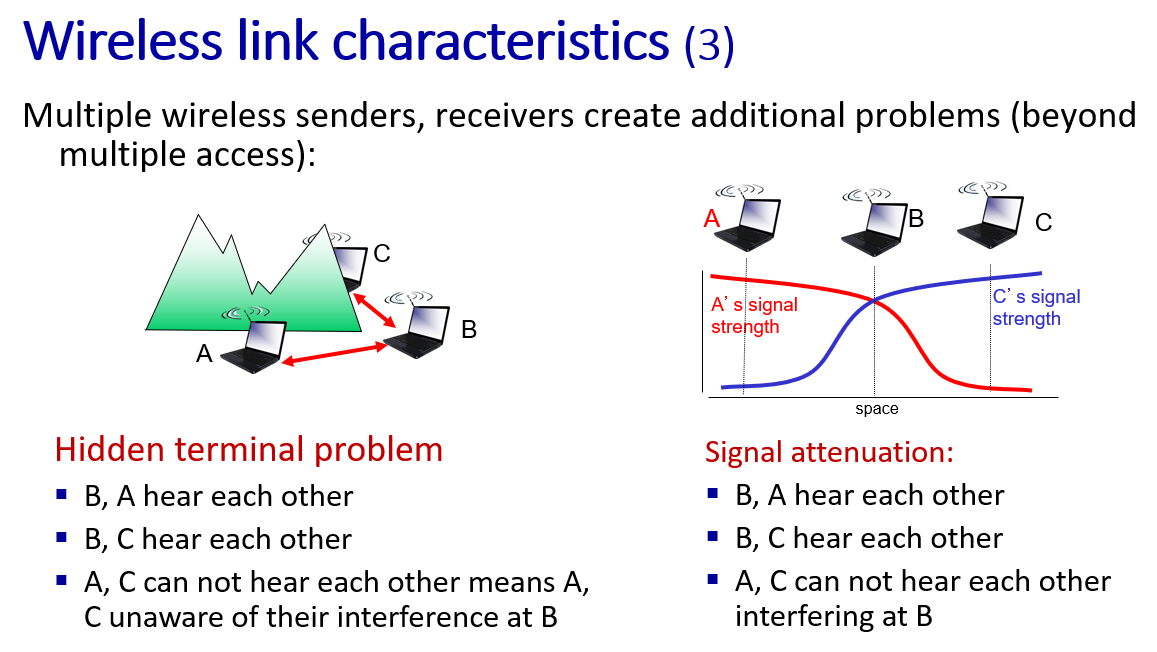 Wireless link characteristics (3)
Multiple wireless senders, receivers create additional problems (beyond
multiple access):
C
B
A
A
B
C
A’ s signal
strength
C’ s signal
strength
space
Hidden terminal problem
▪ B, A hear each other
▪ B, C hear each other
▪ A, C can not hear each other means A,
C unaware of their interference at B
Signal attenuation:
▪ B, A hear each other
▪ B, C hear each other
▪ A, C can not hear each other
interfering at B